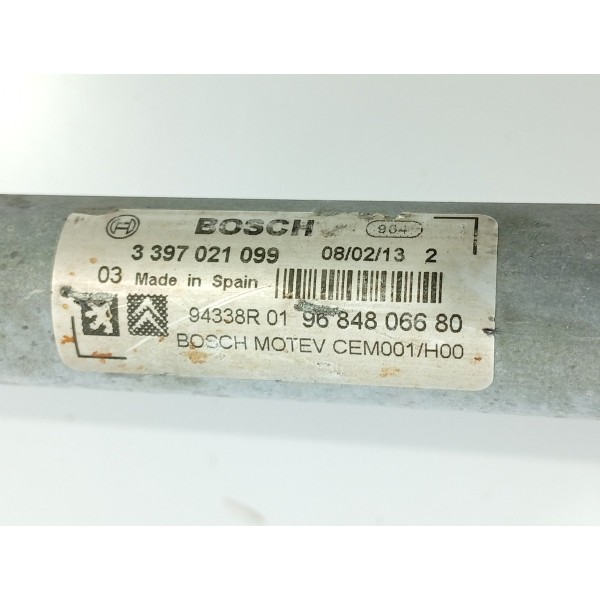 BOSCH 964
3 397 021 099 08/02/13 2
03 Made in Spain
94338R 01 96 848 066 80
BOSCH MOTEV CEM001/H00